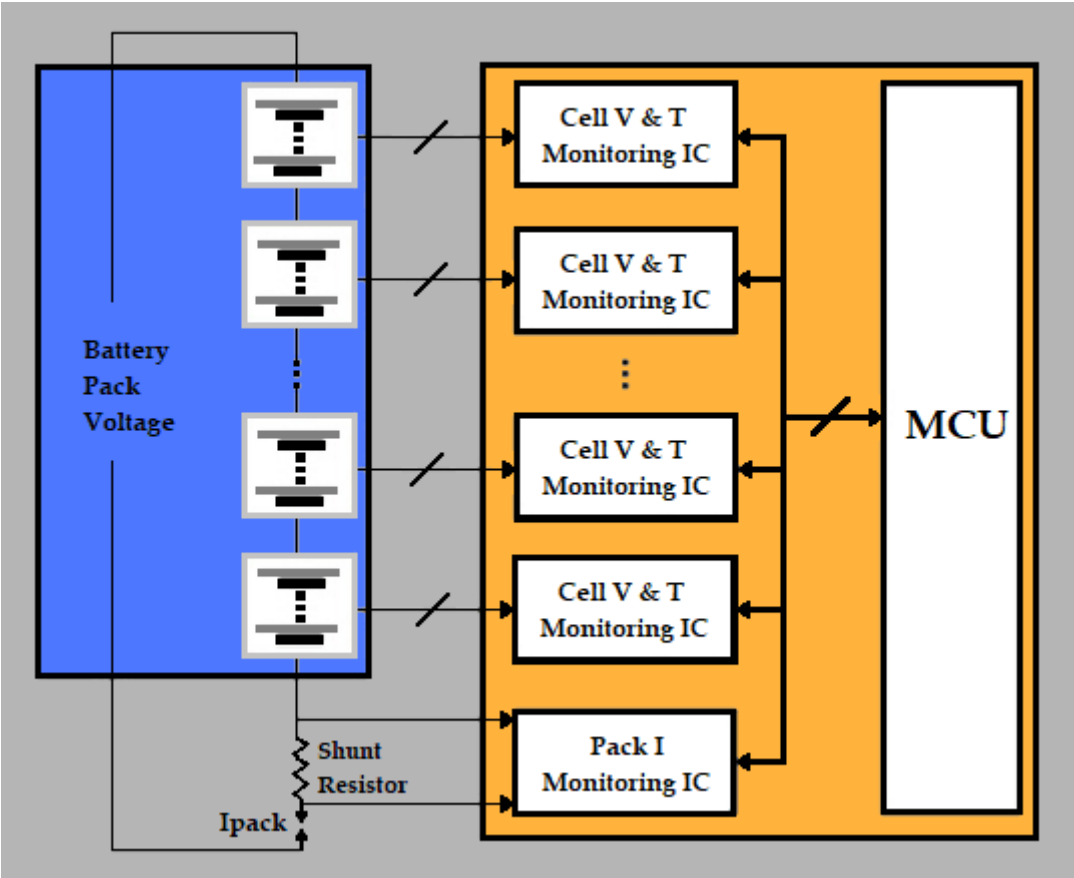 Cell V & T
Monitoring IC
Cell V & T
Monitoring IC
Battery
Pack
Voltage
MCU
Cell V & T
Monitoring IC
Cell V & T
Monitoring IC
Shunt
Resistor
Pack I
Monitoring IC
Ipack